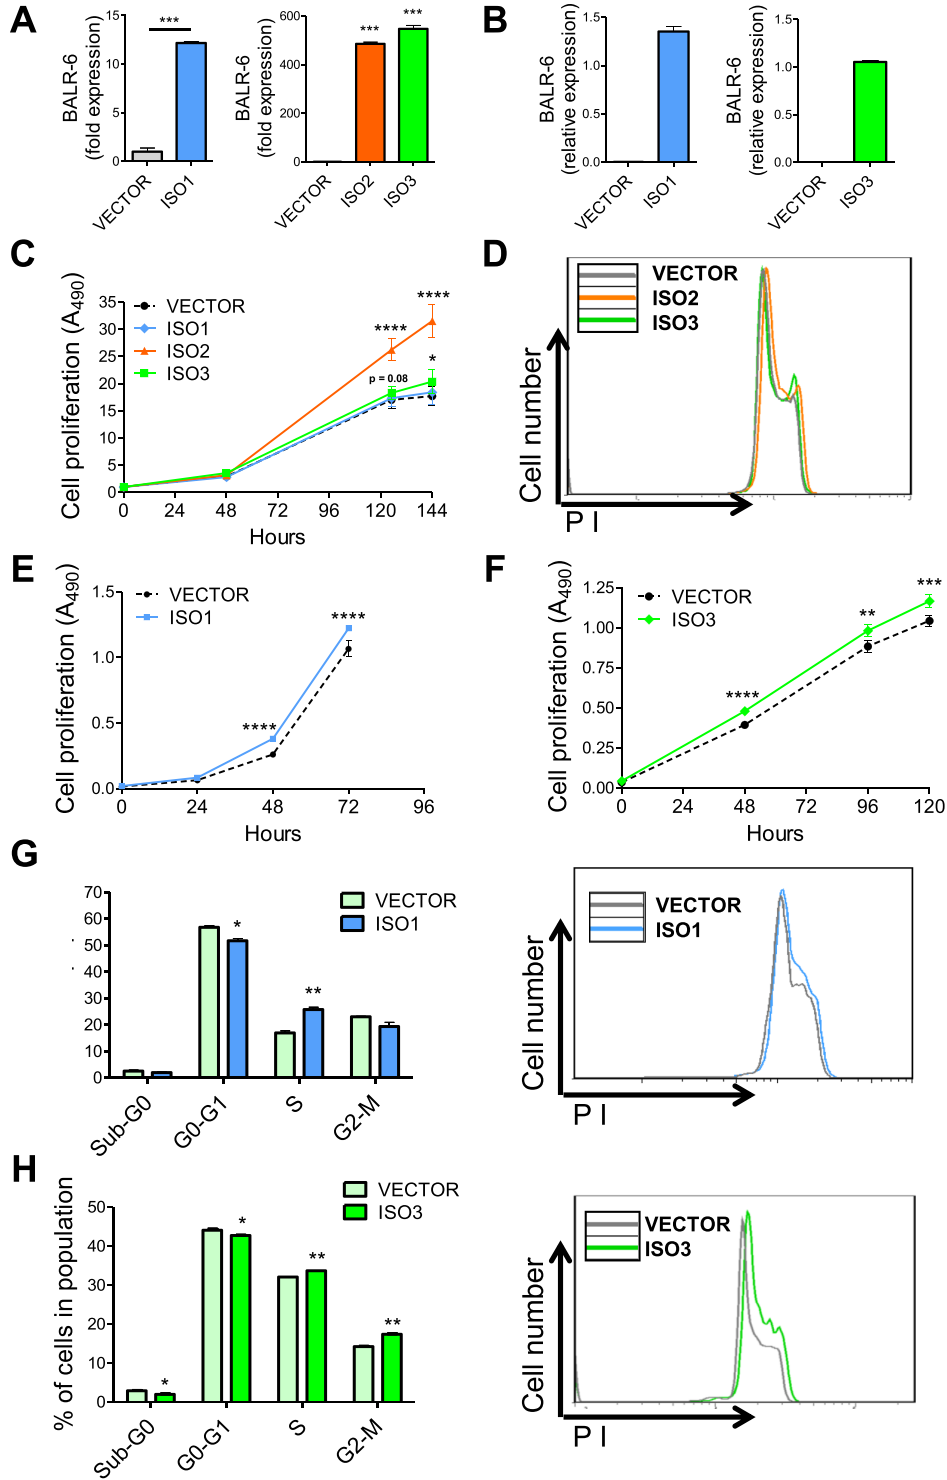 A
BALR-6
(fold expression)
15
10
5
0
***
VECTOR
ISO1
BALR-6
(fold expression)
600
400
200
0
***
***
VECTOR
ISO2
ISO3
B
BALR-6
(relative expression)
1.5
1.0
0.5
0.0
VECTOR
ISO1
BALR-6
(relative expression)
1.5
1.0
0.5
0.0
VECTOR
ISO3
C
Cell proliferation (A490)
35
30
25
20
15
10
5
0
VECTOR
ISO1
ISO2
ISO3
****
****
p = 0.08
*
0 24 48 72 96 120 144
Hours
D
VECTOR
ISO2
ISO3
Cell number
P I
E
Cell proliferation (A490)
1.5
1.0
0.5
0.0
VECTOR
ISO1
****
****
0 24 48 72 96
Hours
F
Cell proliferation (A490)
1.25
1.00
0.75
0.50
0.25
0.00
VECTOR
ISO3
****
**
***
0 24 48 72 96 120
Hours
G
70
60
50
40
30
20
10
0
VECTOR
ISO1
*
**
Sub-G0
G0-G1
S
G2-M
VECTOR
ISO1
Cell number
P I
H
% of cells in population
50
40
30
20
10
0
VECTOR
ISO3
*
*
**
**
Sub-G0
G0-G1
S
G2-M
VECTOR
ISO3
Cell number
P I